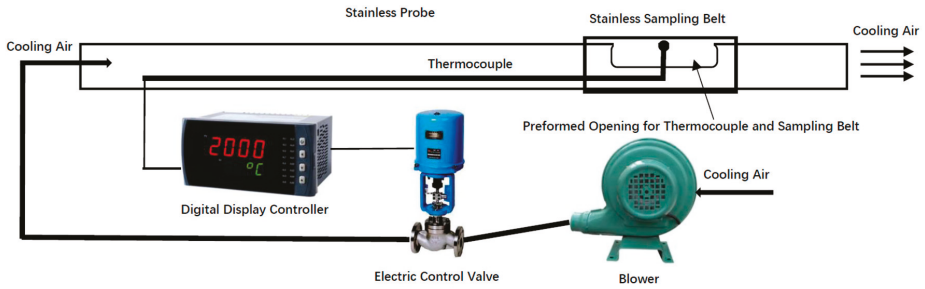 Stainless Probe
Stainless Sampling Belt
Cooling Air
Cooling Air
Thermocouple
Preformed Opening for Thermocouple and Sampling Belt
2000
°C
Cooling Air
Digital Display Controller
Electric Control Valve
Blower